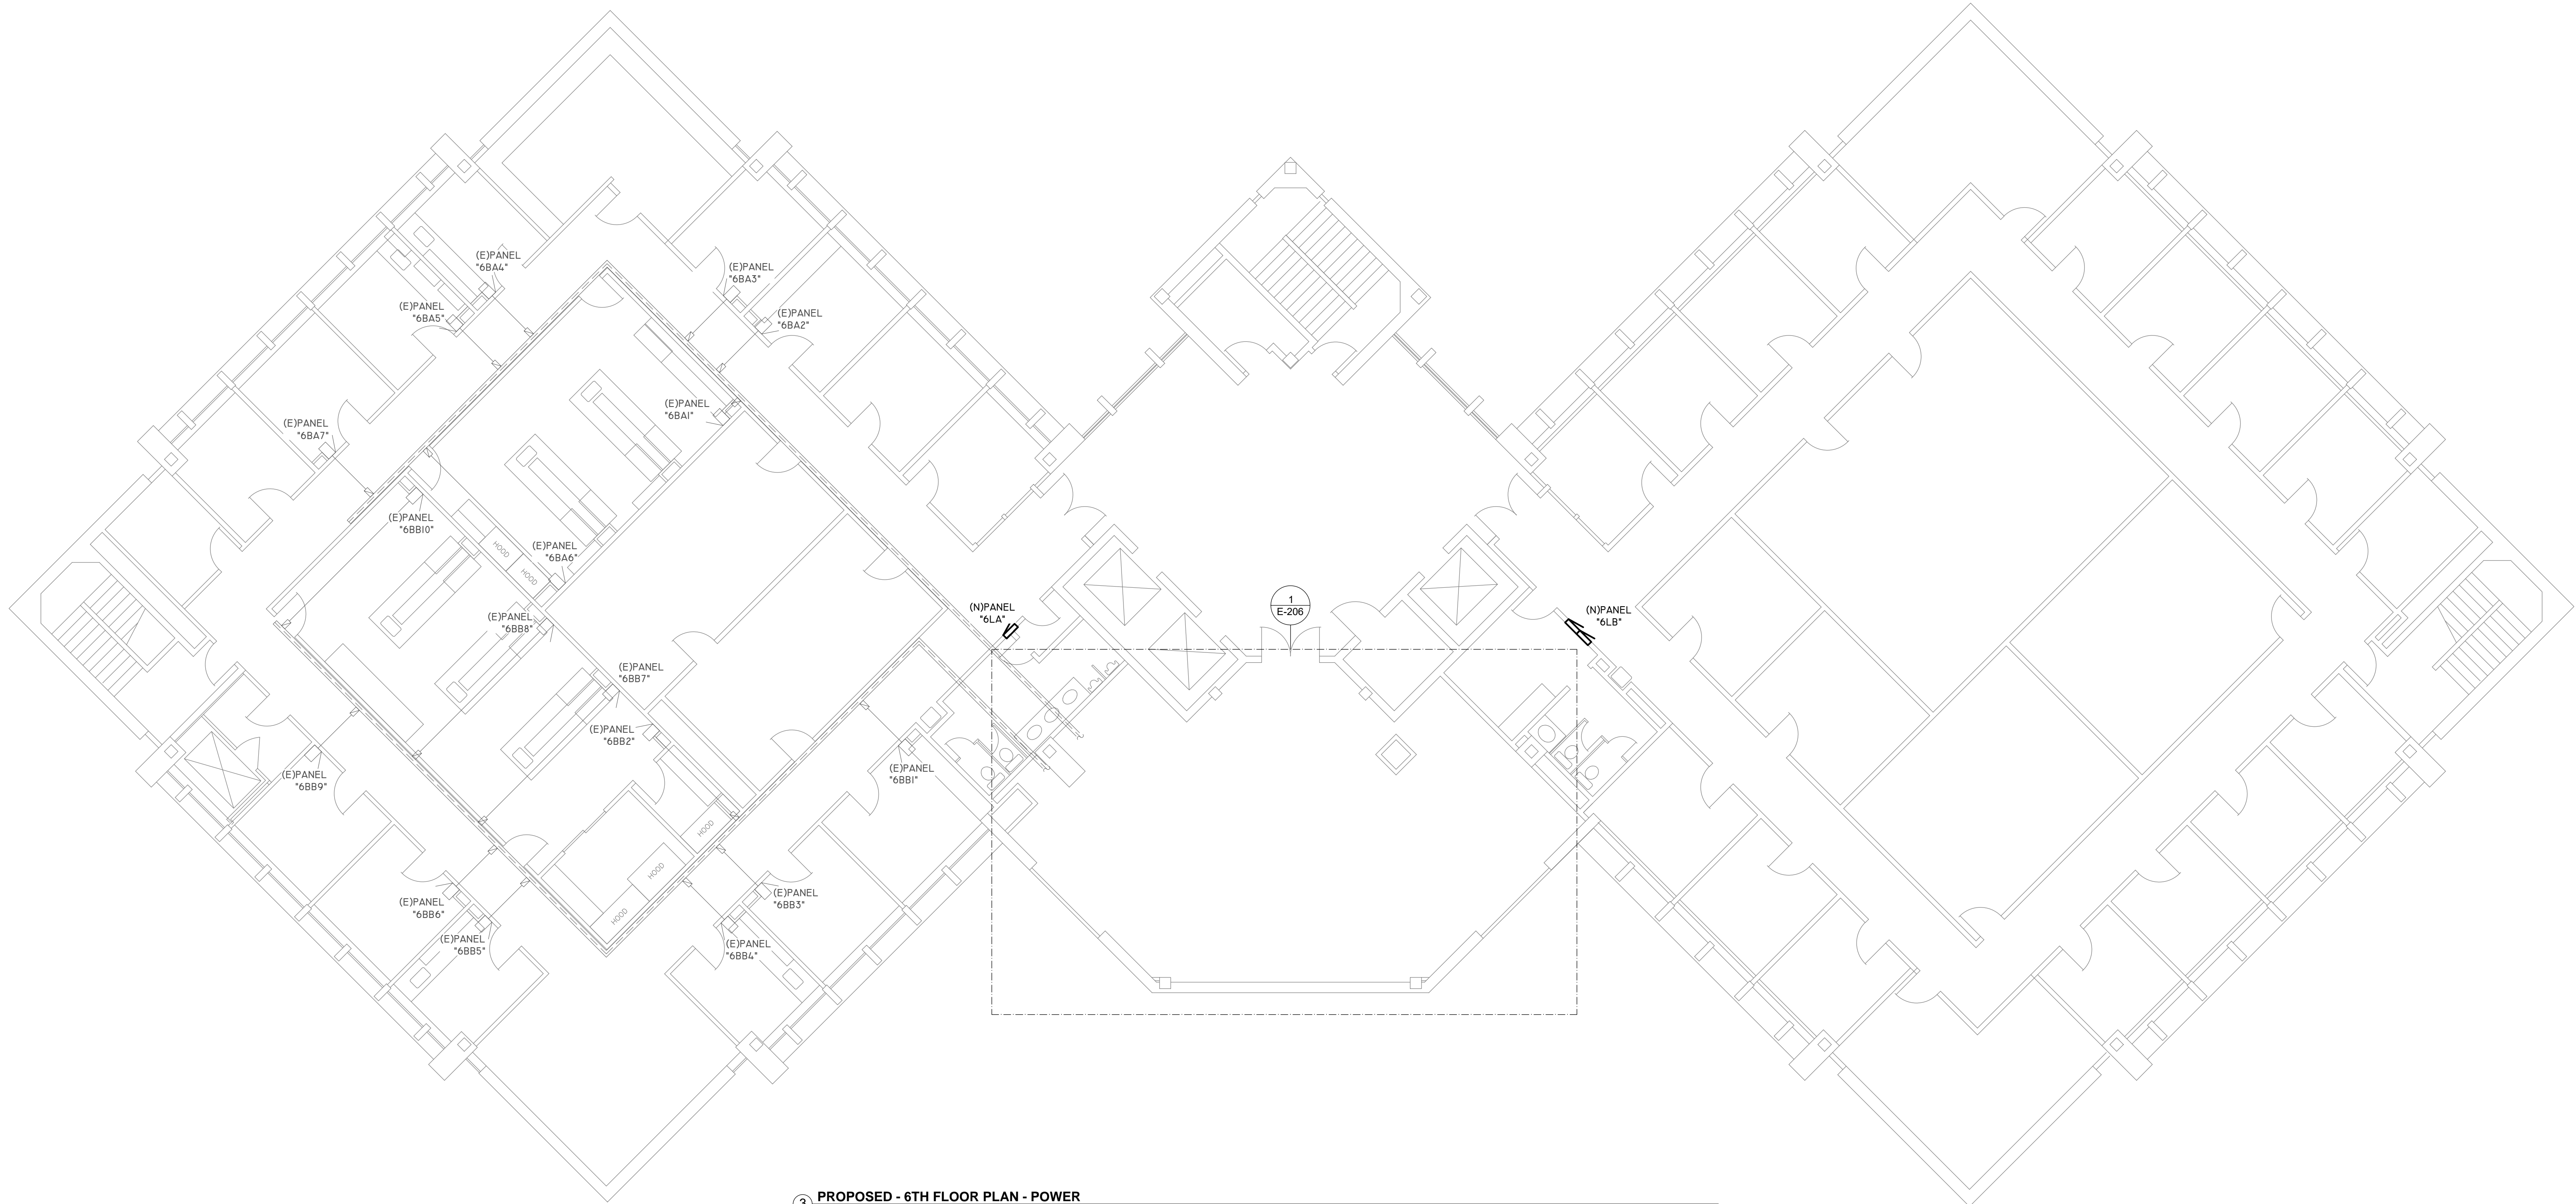 (E)PANEL
"6BA4"
(E)PANEL
"6BA3"
(E)PANEL
"6BA5"
(E)PANEL
"6BA2"
(E)PANEL
"6BA1"
(E)PANEL
"6BA7"
(E)PANEL
"6BB10"
HOOD
(E)PANEL
"6BA6"
HOOD
(E)PANEL
"6BB8"
(N)PANEL
"6LA"
1
E-206
(N)PANEL
"6LB"
(E)PANEL
"6BB7"
(E)PANEL
"6BB2"
(E)PANEL
"6BB9"
(E)PANEL
"6BB1"
HOOD
HOOD
HOOD
(E)PANEL
"6BB6"
(E)PANEL
"6BB3"
(E)PANEL
"6BB5"
(E)PANEL
"6BB4"
3
PROPOSED - 6TH FLOOR PLAN - POWER